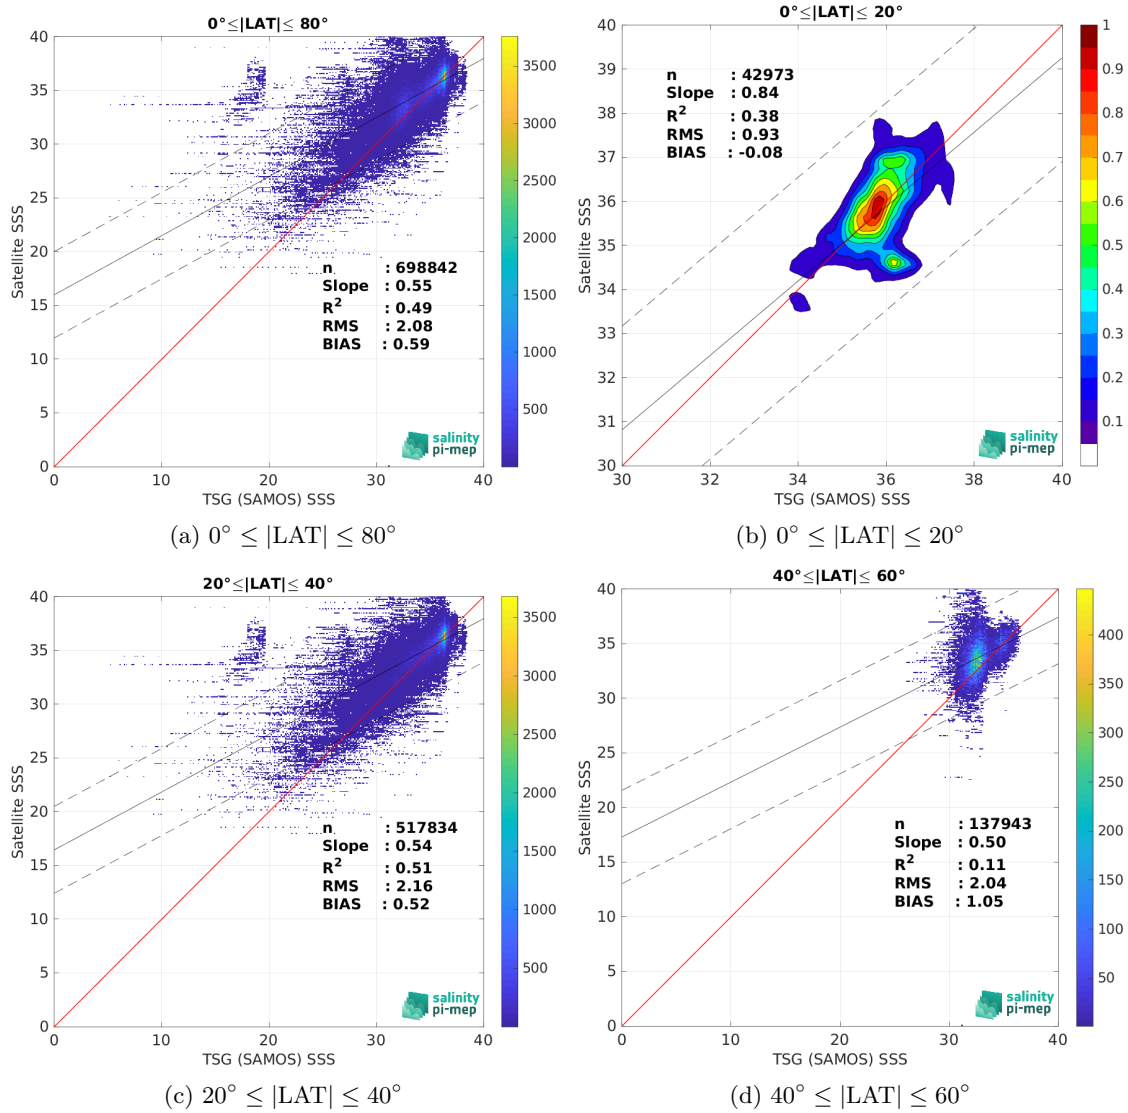 0°≤|LAT|≤ 80°
40
35
30
25
20
15
10
5
0
Satellite SSS
n : 698842
Slope : 0.55
R² : 0.49
RMS : 2.08
BIAS : 0.59
salinity
pi-mep
0 10 20 30 40
TSG (SAMOS) SSS
3500
3000
2500
2000
1500
1000
500
(a) 0° ≤ |LAT| ≤ 80°
0°≤|LAT|≤ 20°
40
39
38
37
36
35
34
33
32
31
30
Satellite SSS
n : 42973
Slope : 0.84
R² : 0.38
RMS : 0.93
BIAS : -0.08
salinity
pi-mep
30 32 34 36 38 40
TSG (SAMOS) SSS
1
0.9
0.8
0.7
0.6
0.5
0.4
0.3
0.2
0.1
(b) 0° ≤ |LAT| ≤ 20°
20°≤|LAT|≤ 40°
40
35
30
25
20
15
10
5
0
Satellite SSS
n : 517834
Slope : 0.54
R² : 0.51
RMS : 2.16
BIAS : 0.52
salinity
pi-mep
0 10 20 30 40
TSG (SAMOS) SSS
3500
3000
2500
2000
1500
1000
500
(c) 20° ≤ |LAT| ≤ 40°
40°≤|LAT|≤ 60°
40
35
30
25
20
15
10
5
0
Satellite SSS
n : 137943
Slope : 0.50
R² : 0.11
RMS : 2.04
BIAS : 1.05
salinity
pi-mep
0 10 20 30 40
TSG (SAMOS) SSS
400
350
300
250
200
150
100
50
(d) 40° ≤ |LAT| ≤ 60°